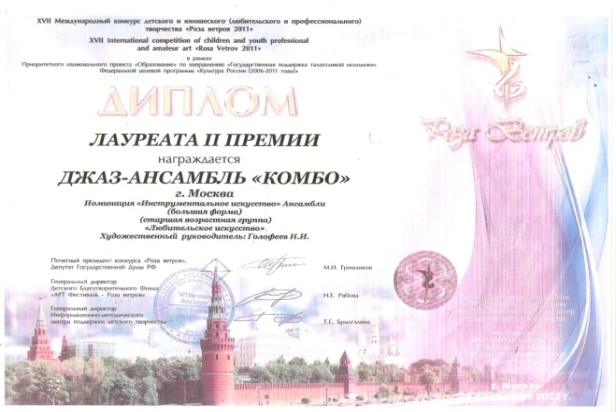 XVII Международный конкурс детского и юношеского (любительского и профессионального)
творчества «Роза ветров 2011»
XVII International competition of children and youth professional
and amateur art «Rosa Vetrov 2011»
в рамках
Приоритетного национального проекта «Образование» по направлению «Государственная поддержка талантливой молодежи»
Федеральной целевой программы «Культура России (2006-2011 годы)»
ДИПЛОМ
Роза Ветров
ЛАУРЕАТА II ПРЕМИИ
награждается
ДЖАЗ-АНСАМБЛЬ «КОМБО»
г. Москва
Номинация «Инструментальное искусство» Ансамбли
(большая форма)
(старшая возрастная группа)
«Любительское искусство»
Художественный руководитель: Голофеев И.И.
Почетный президент конкурса «Роза ветров»,
Депутат Государственной Думы РФ
М.И. Гришанков
Генеральный директор
Детского Благотворительного Фонда
«АРТ Фестиваль - Роза ветров»
Н.Е. Рябова
Генеральный директор
Информационно-методического
центра поддержки детского творчества
Т.Е. Брызгалина
г. Москва
2011 г.